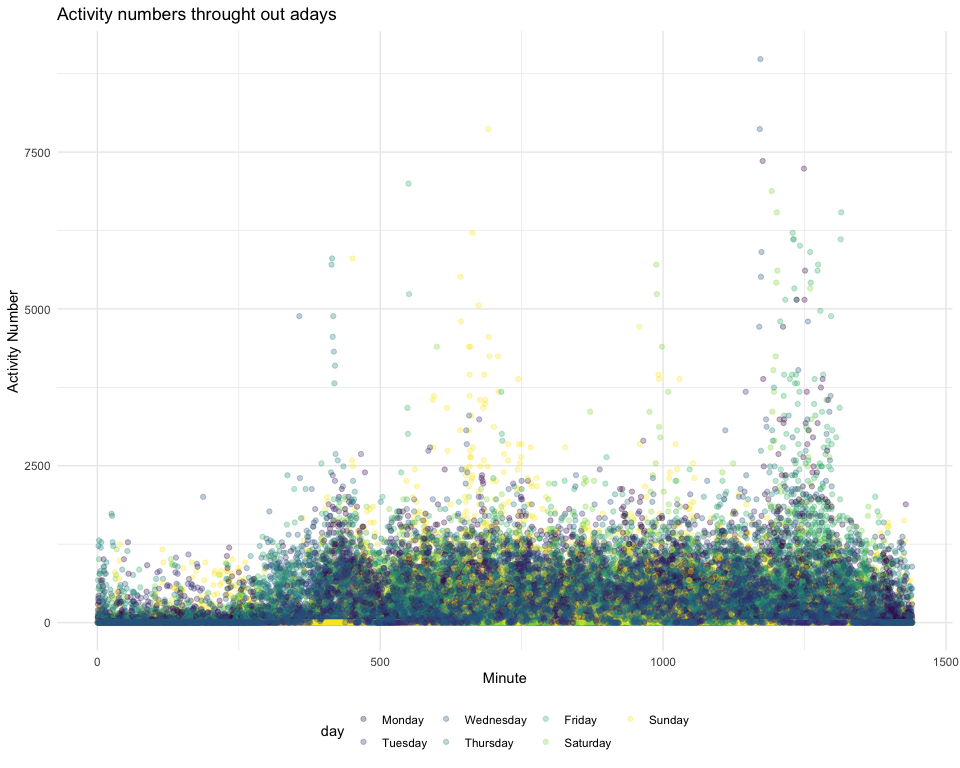 Activity numbers throught out adays
Activity Number
7500
5000
2500
0
0
500
1000
1500
Minute
day
Monday
Wednesday
Friday
Sunday
Tuesday
Thursday
Saturday